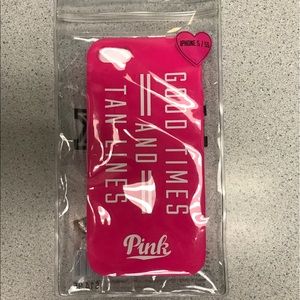 IPHONE 5 / 5S
GOOD TIMES
AND
TAN LINES
Pink